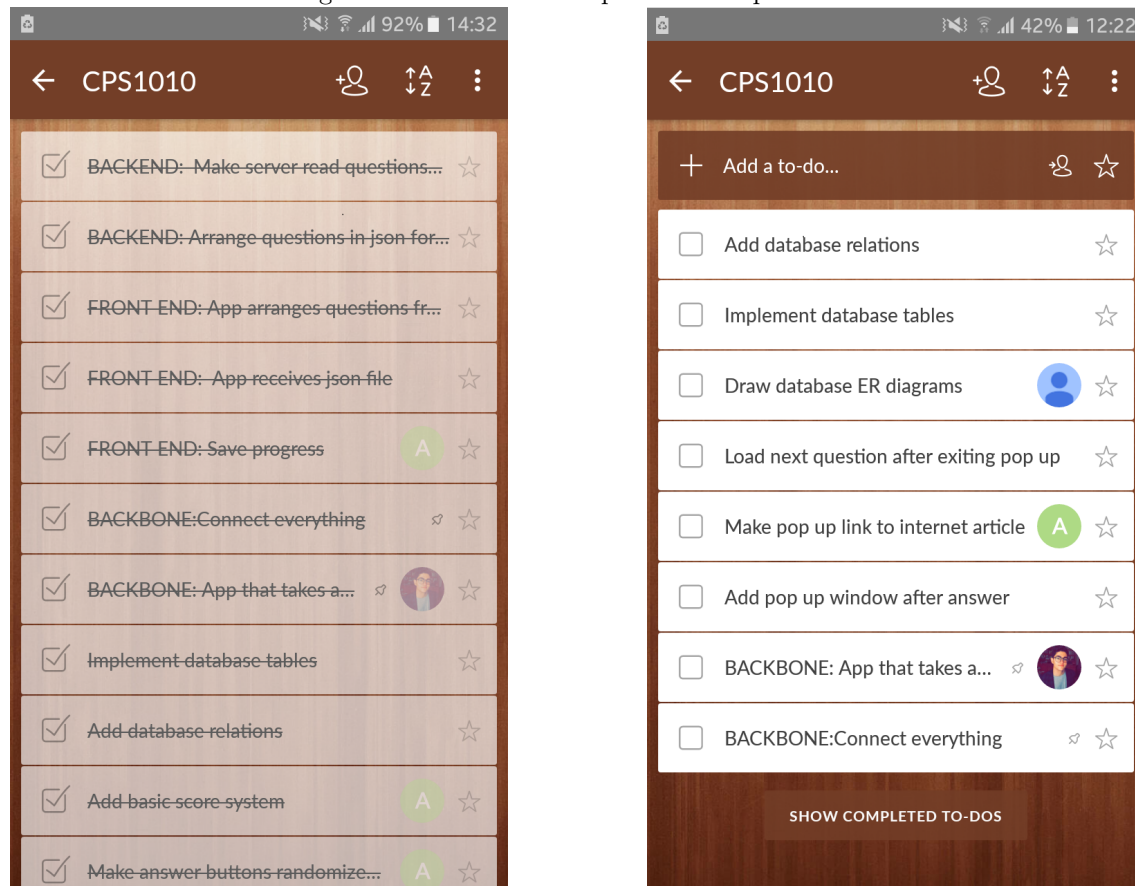 92% 14:32
CPS1010
BACKEND: Make server read questions...
BACKEND: Arrange questions in json for...
FRONT END: App arranges questions fr...
FRONT END: App receives json file
FRONT END: Save progress
A
BACKBONE:Connect everything
BACKBONE: App that takes a...
Implement database tables
Add database relations
Add basic score system
A
Make answer buttons randomize...
A
42% 12:22
CPS1010
Add a to-do...
Add database relations
Implement database tables
Draw database ER diagrams
Load next question after exiting pop up
Make pop up link to internet article
A
Add pop up window after answer
BACKBONE: App that takes a...
BACKBONE:Connect everything
SHOW COMPLETED TO-DOS